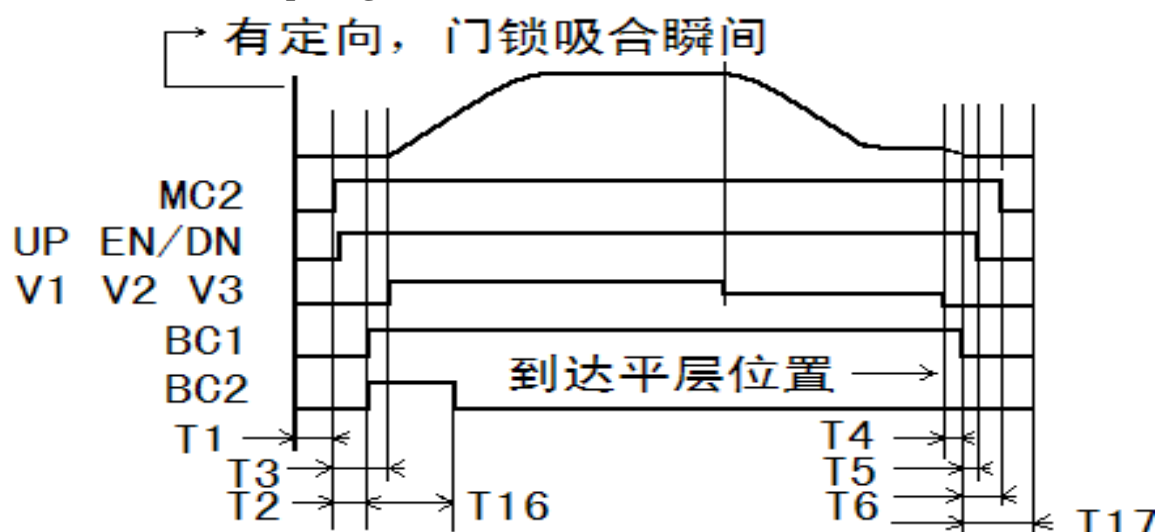 有定向，门锁吸合瞬间
MC2
UP EN/DN
V1 V2 V3
BC1
到达平层位置
BC2
T1
T4
T3
T5
T2
T16
T6
T17